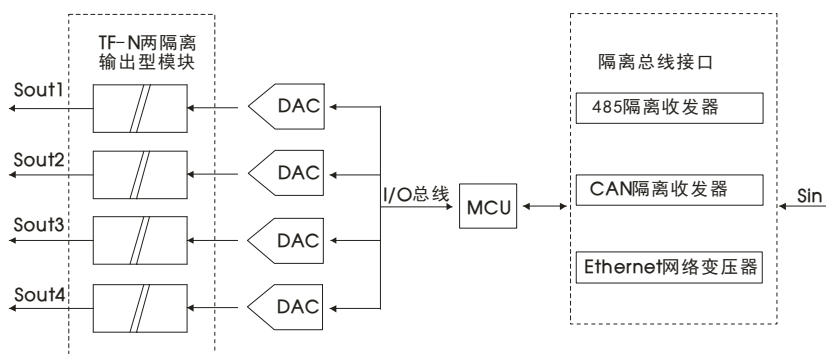 TF-N两隔离
输出型模块
Sout1
DAC
Sout2
DAC
Sout3
DAC
Sout4
DAC
I/O总线
MCU
隔离总线接口
485隔离收发器
CAN隔离收发器
Ethernet网络变压器
Sin